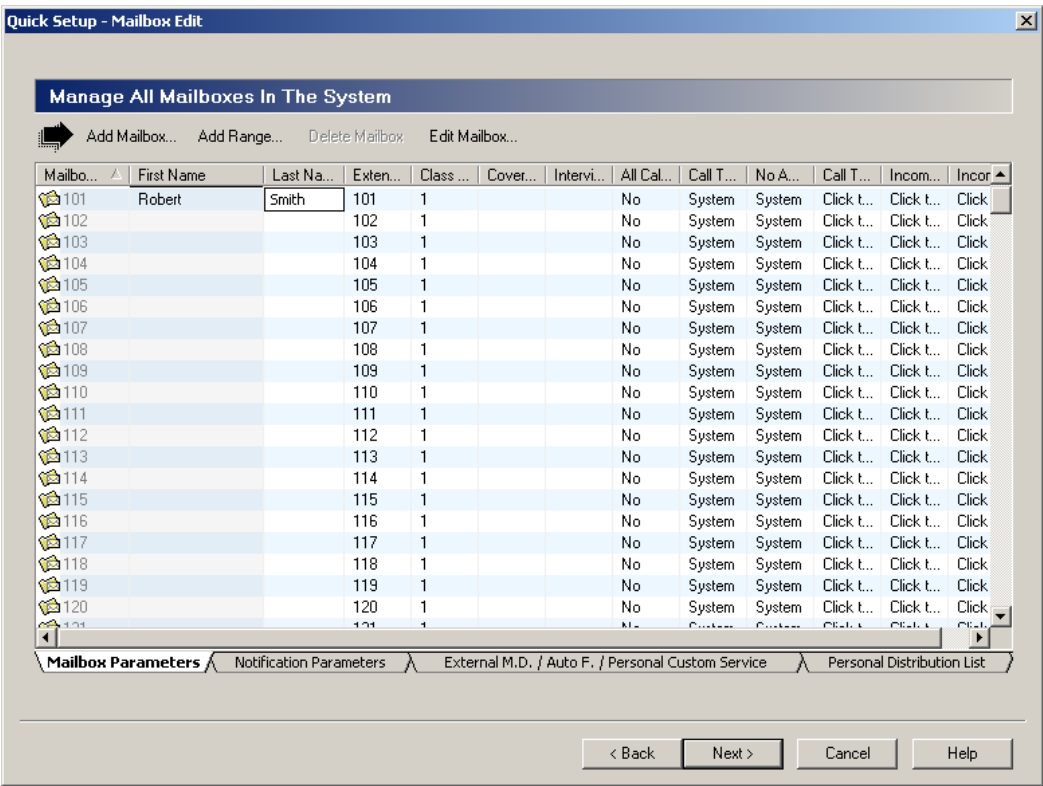 Quick Setup - Mailbox Edit
Manage All Mailboxes In The System
Add Mailbox... Add Range... Delete Mailbox Edit Mailbox...
Mailbo... First Name Last Na... Exten... Class ... Cover... Intervi... All Cal... Call T... No A... Call T... Incom... Incor
101 Robert Smith 101 1 No System System Click t... Click t... Click
102 102 1 No System System Click t... Click t... Click
103 103 1 No System System Click t... Click t... Click
104 104 1 No System System Click t... Click t... Click
105 105 1 No System System Click t... Click t... Click
106 106 1 No System System Click t... Click t... Click
107 107 1 No System System Click t... Click t... Click
108 108 1 No System System Click t... Click t... Click
109 109 1 No System System Click t... Click t... Click
110 110 1 No System System Click t... Click t... Click
111 111 1 No System System Click t... Click t... Click
112 112 1 No System System Click t... Click t... Click
113 113 1 No System System Click t... Click t... Click
114 114 1 No System System Click t... Click t... Click
115 115 1 No System System Click t... Click t... Click
116 116 1 No System System Click t... Click t... Click
117 117 1 No System System Click t... Click t... Click
118 118 1 No System System Click t... Click t... Click
119 119 1 No System System Click t... Click t... Click
120 120 1 No System System Click t... Click t... Click
Mailbox Parameters Notification Parameters External M.D. / Auto F. / Personal Custom Service Personal Distribution List
< Back Next > Cancel Help